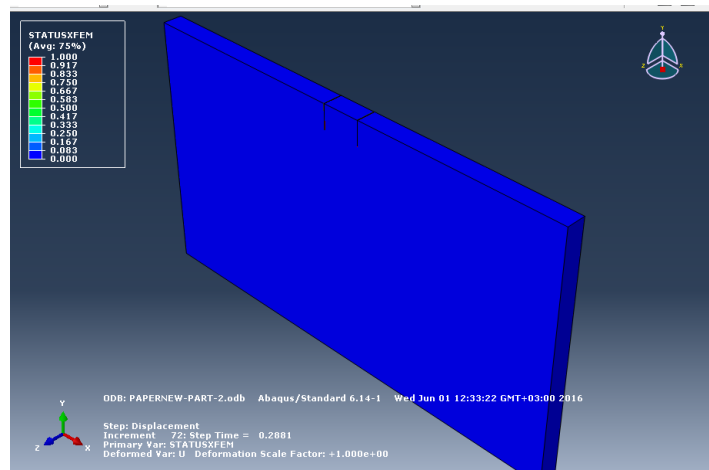 STATUSXFEM
(Avg: 75%)
1.000
0.917
0.833
0.750
0.667
0.583
0.500
0.417
0.333
0.250
0.167
0.083
0.000
Y
Z X
ODB: PAPERNEW-PART-2.odb Abaqus/Standard 6.14-1 Wed Jun 01 12:33:22 GMT+03:00 2016
Y
Z X
Step: Displacement
Increment 72: Step Time = 0.2881
Primary Var: STATUSXFEM
Deformed Var: U Deformation Scale Factor: +1.000e+00